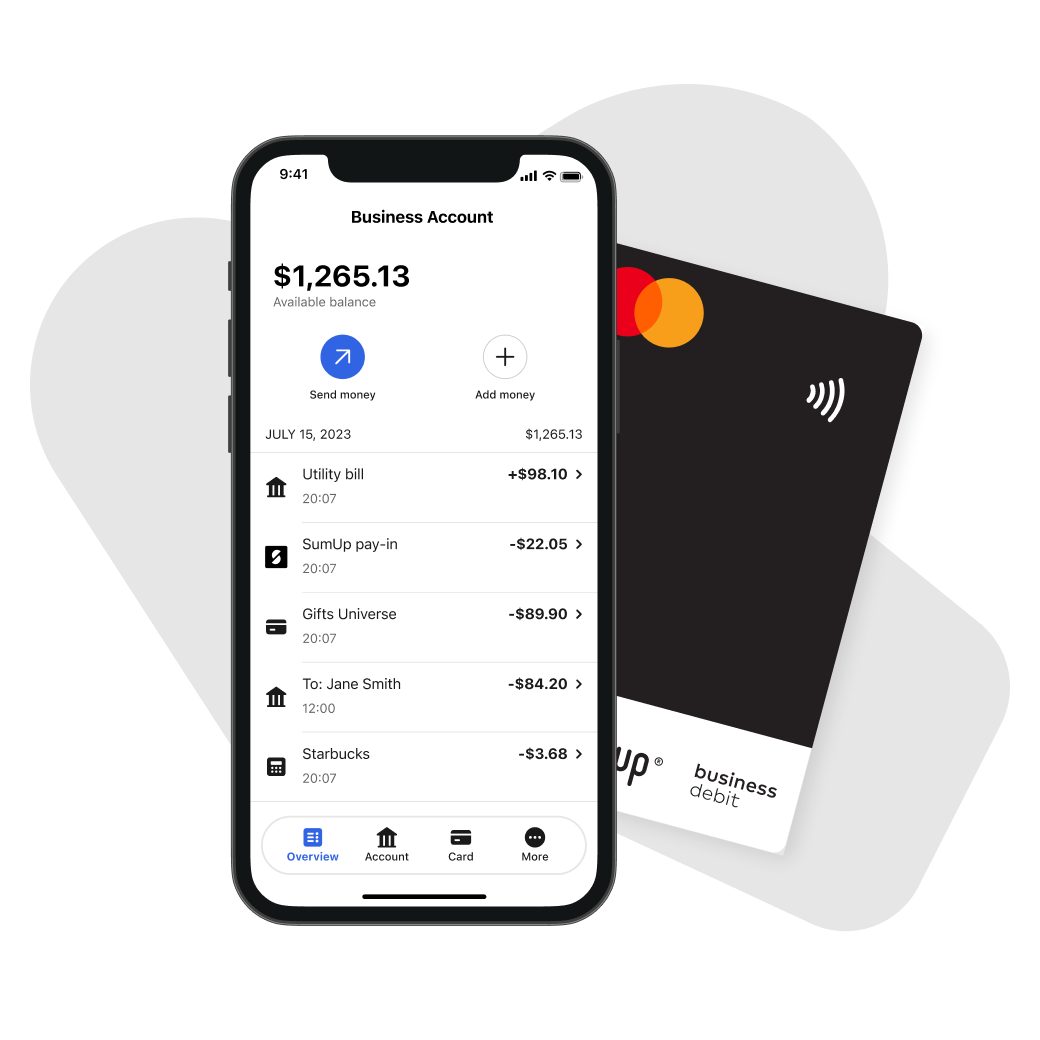 9:41
Business Account
$1,265.13
Available balance
Send money
Add money
JULY 15, 2023 $1,265.13
Utility bill +$98.10
20:07
SumUp pay-in -$22.05
20:07
Gifts Universe -$89.90
20:07
To: Jane Smith -$84.20
12:00
Starbucks -$3.68
20:07
Overview Account Card More
up®
business
debit